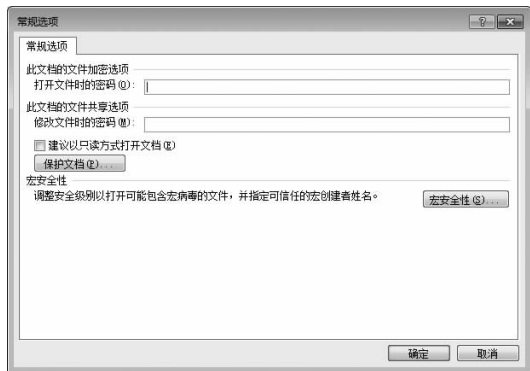 常规选项
常规选项
此文档的文件加密选项
打开文件时的密码(O):
此文档的文件共享选项
修改文件时的密码(M):
建议以只读方式打开文档(E)
保护文档(P)...
宏安全性
调整安全级别以打开可能包含宏病毒的文件，并指定可信任的宏创建者姓名。
宏安全性(S)...
确定
取消